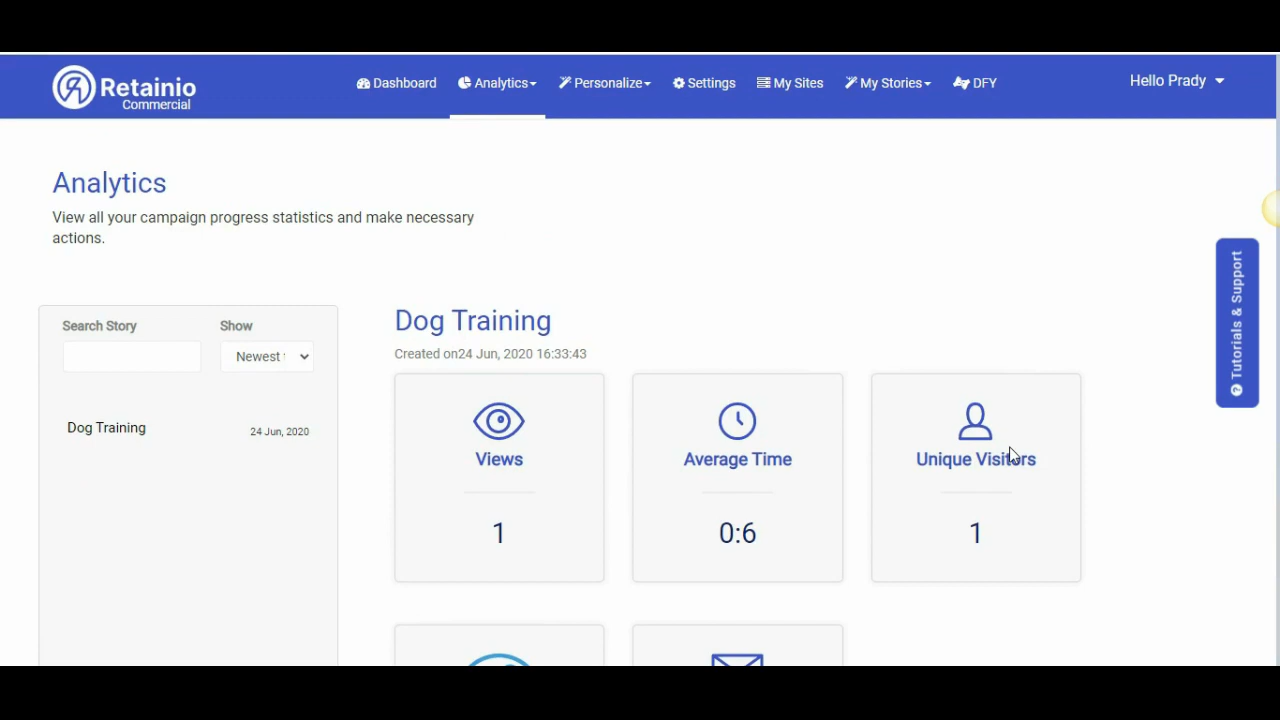 Retainio
Commercial
Dashboard
Analytics
Personalize
Settings
My Sites
My Stories
DFY
Hello Prady
Analytics
View all your campaign progress statistics and make necessary
actions.
Tutorials & Support
Search Story
Show
Newest
Dog Training
24 Jun, 2020
Dog Training
Created on24 Jun, 2020 16:33:43
Views
1
Average Time
0:6
Unique Visitors
1